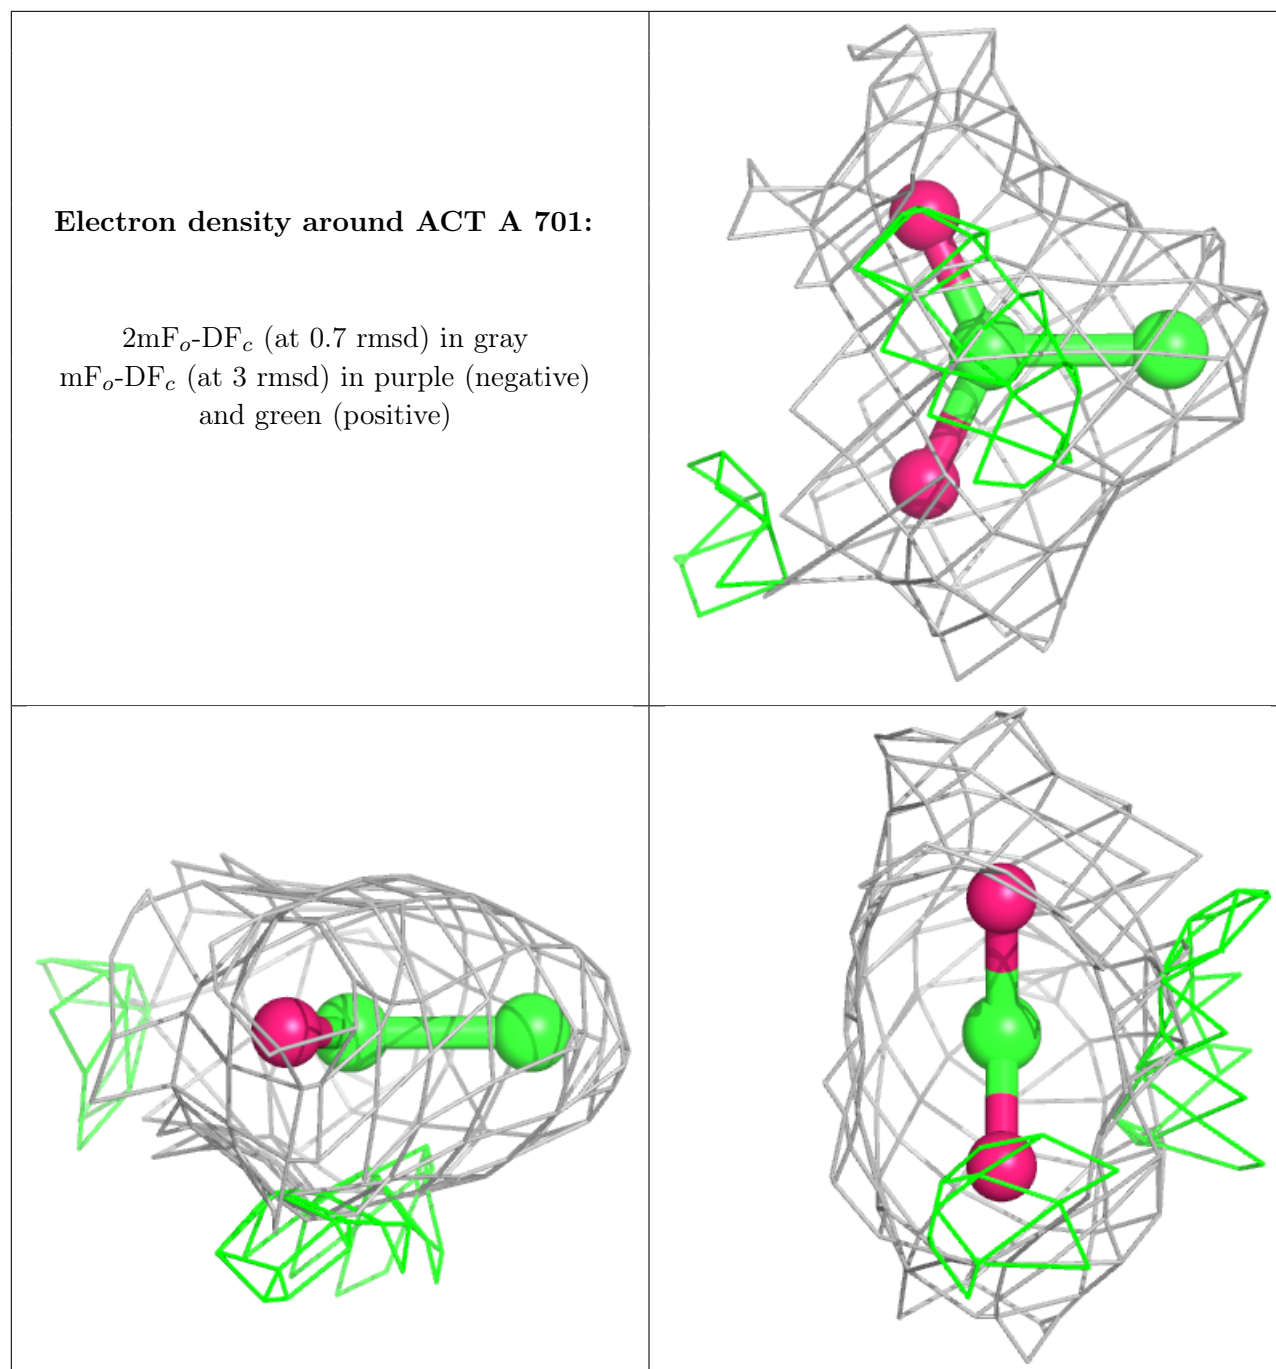 Electron density around ACT A 701:
2mFₒ-DF𝒸 (at 0.7 rmsd) in gray
mFₒ-DF𝒸 (at 3 rmsd) in purple (negative)
and green (positive)